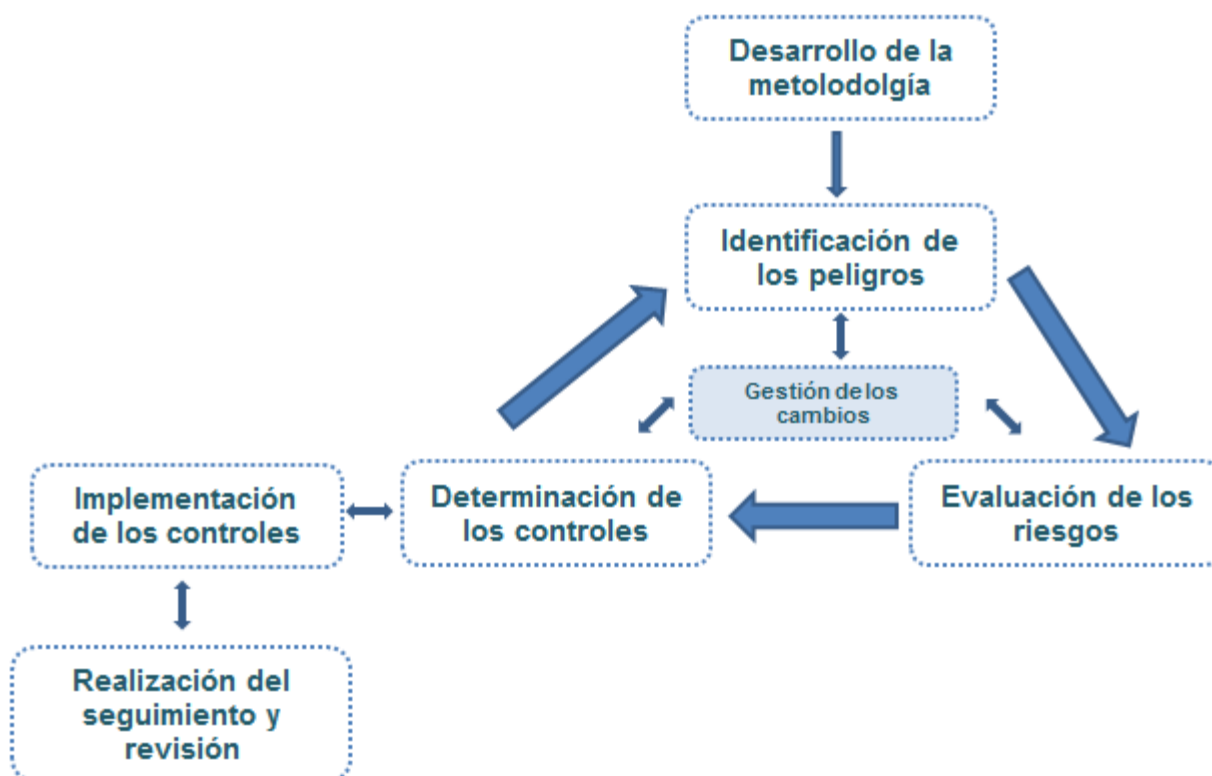 Desarrollo de la
metolodolgía
Identificación de
los peligros
Gestión de los
cambios
Implementación
de los controles
Determinación de
los controles
Evaluación de los
riesgos
Realización del
seguimiento y
revisión